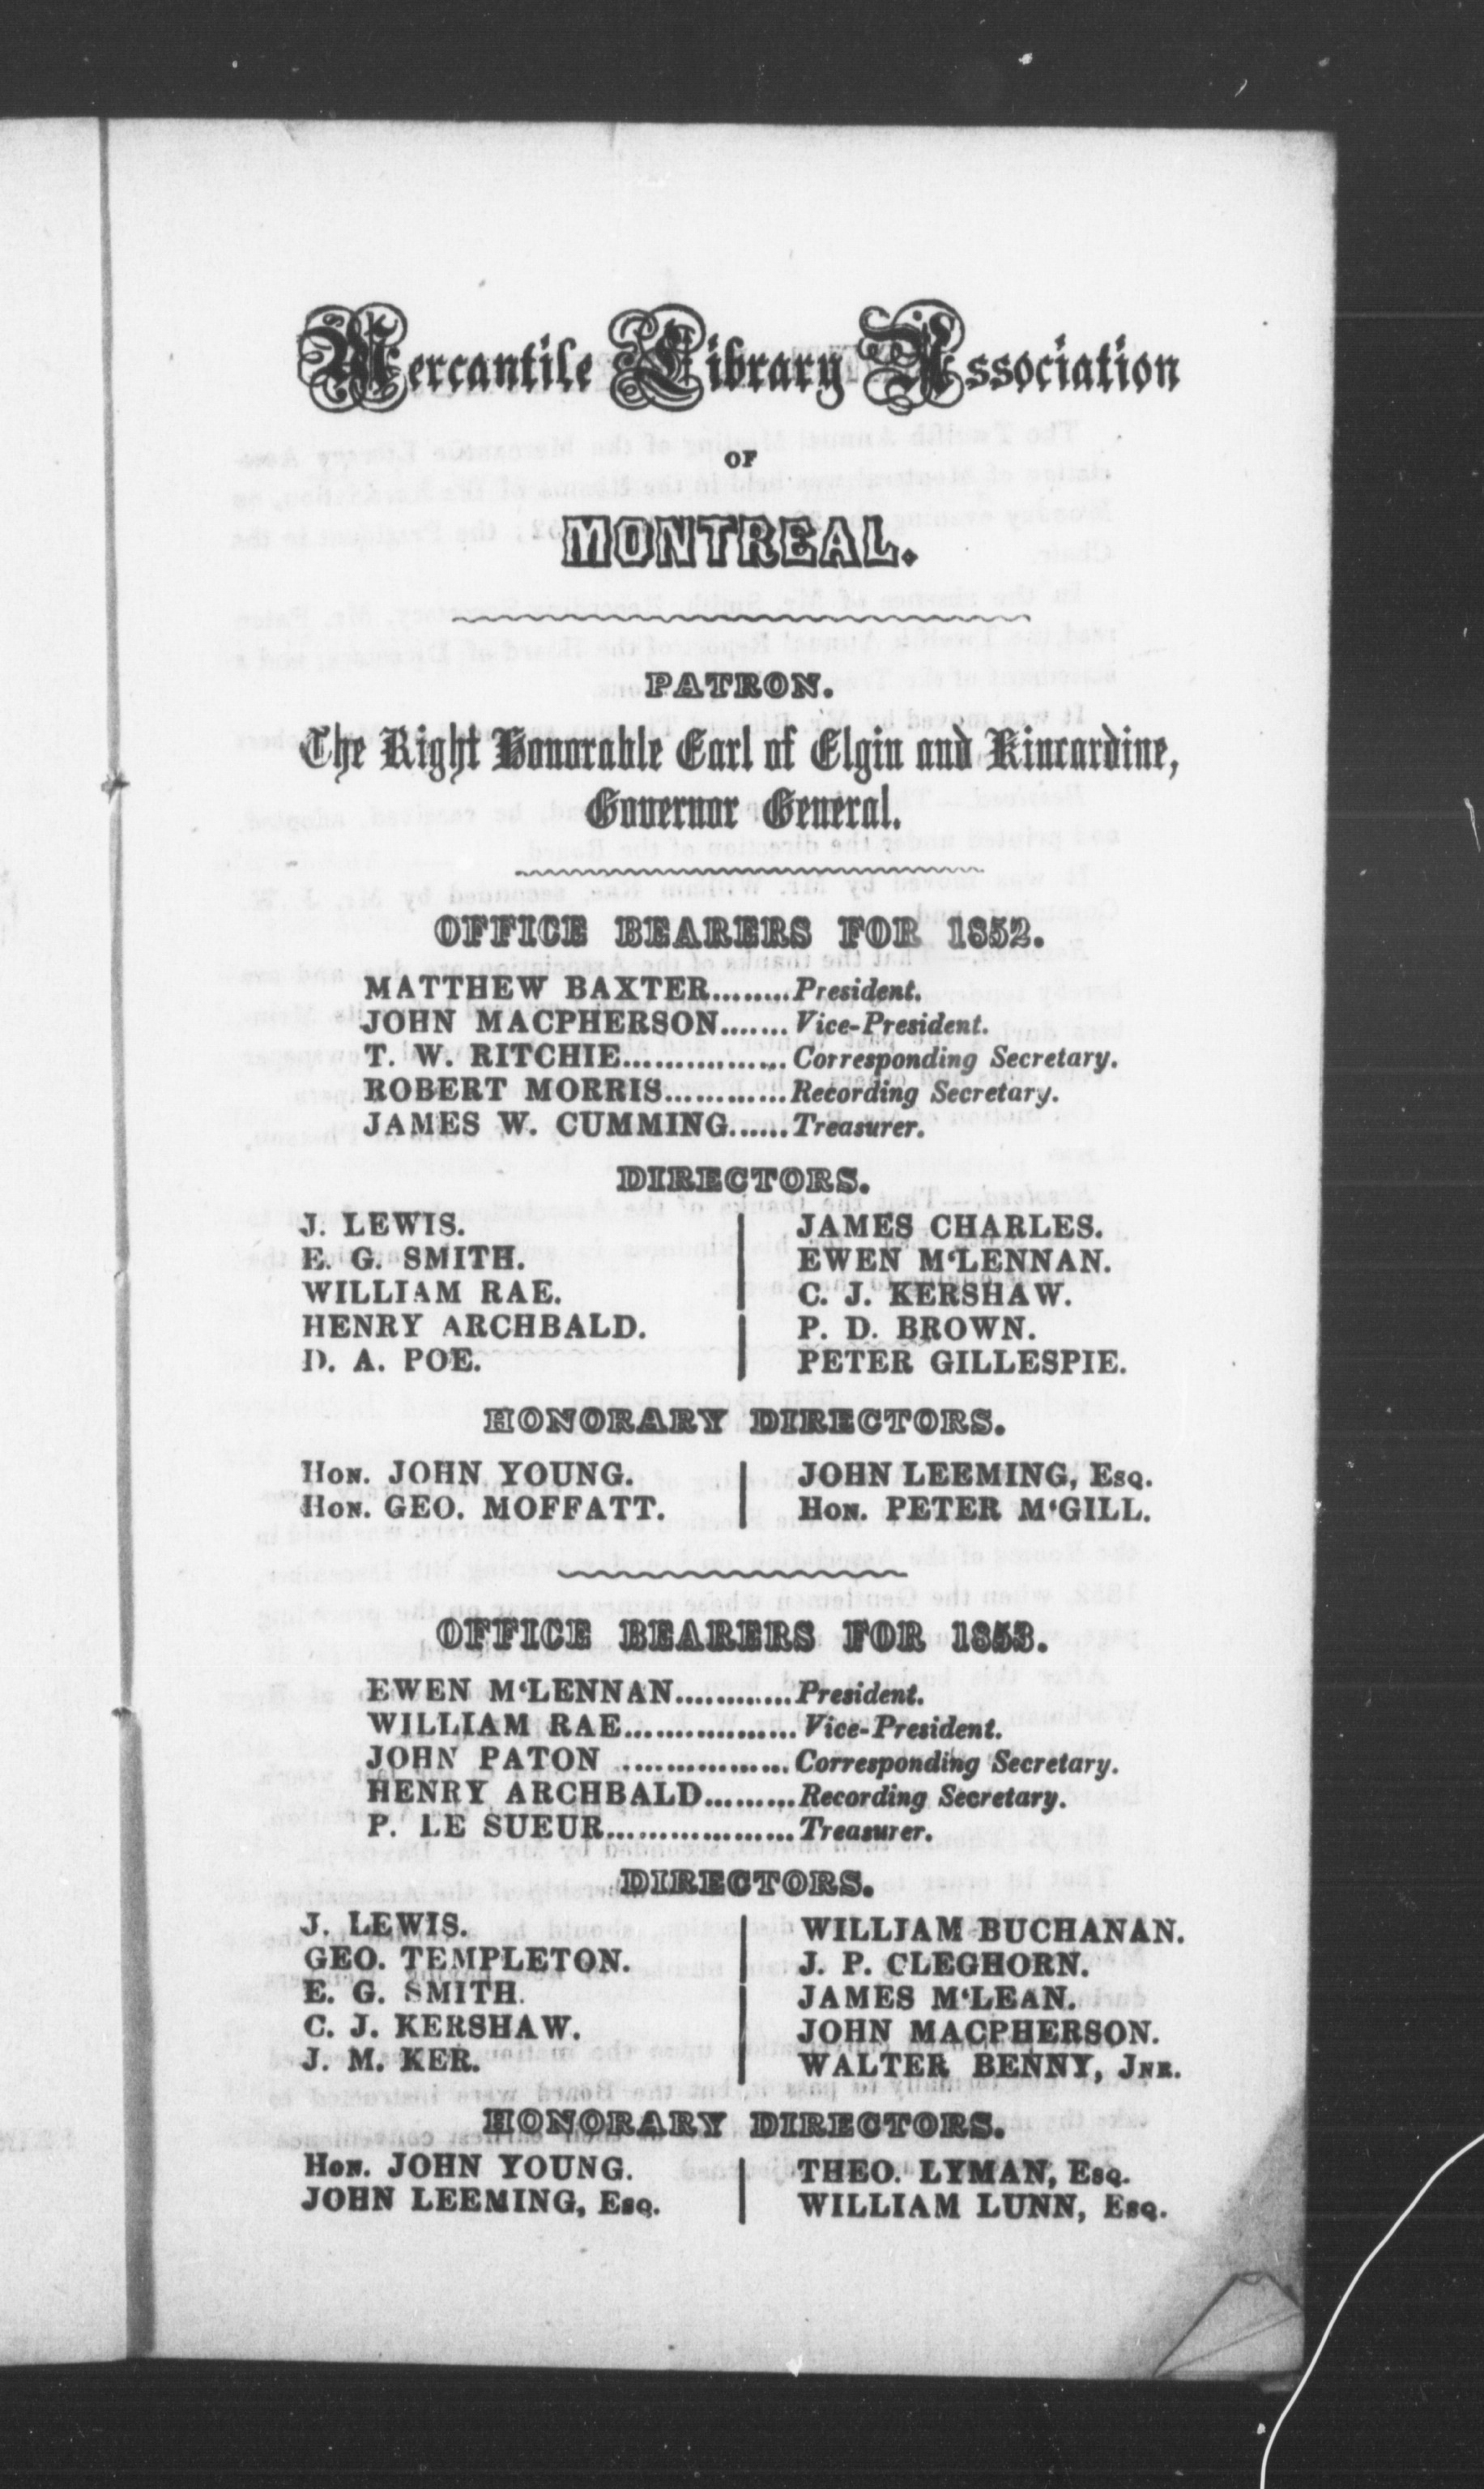 Mercantile Library Association
OF
MONTREAL.
PATRON.
The Right Honorable Earl of Elgin and Kincardine,
Governor General.
OFFICE BEARERS FOR 1852.
MATTHEW BAXTER........President.
JOHN MACPHERSON.......Vice-President.
T. W. RITCHIE................Corresponding Secretary.
ROBERT MORRIS............Recording Secretary.
JAMES W. CUMMING......Treasurer.
DIRECTORS.
J. LEWIS.
E. G. SMITH.
WILLIAM RAE.
HENRY ARCHBALD.
D. A. POE.
JAMES CHARLES.
EWEN M‘LENNAN.
C. J. KERSHAW.
P. D. BROWN.
PETER GILLESPIE.
HONORARY DIRECTORS.
Hon. JOHN YOUNG.
Hon. GEO. MOFFATT.
JOHN LEEMING, Esq.
Hon. PETER M‘GILL.
OFFICE BEARERS FOR 1853.
EWEN M‘LENNAN............President.
WILLIAM RAE.................Vice-President.
JOHN PATON ................Corresponding Secretary.
HENRY ARCHBALD.........Recording Secretary.
P. LE SUEUR..................Treasurer.
DIRECTORS.
J. LEWIS.
GEO. TEMPLETON.
E. G. SMITH.
C. J. KERSHAW.
J. M. KER.
WILLIAM BUCHANAN.
J. P. CLEGHORN.
JAMES M‘LEAN.
JOHN MACPHERSON.
WALTER BENNY, Jnr.
HONORARY DIRECTORS.
Hon. JOHN YOUNG.
JOHN LEEMING, Esq.
THEO. LYMAN, Esq.
WILLIAM LUNN, Esq.